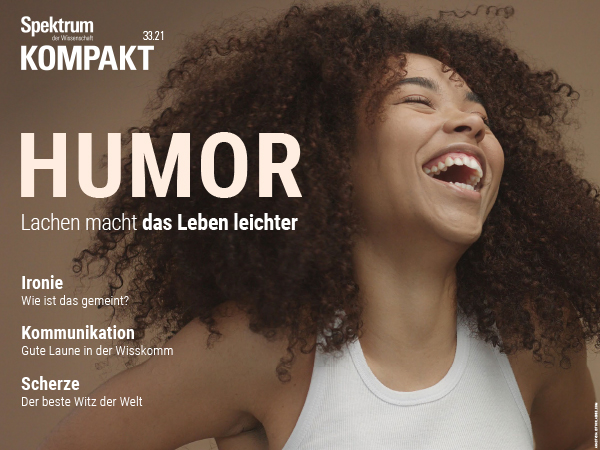 Spektrum
der Wissenschaft
33.21
KOMPAKT
HUMOR
Lachen macht das Leben leichter
Ironie
Wie ist das gemeint?
Kommunikation
Gute Laune in der Wisskomm
Scherze
Der beste Witz der Welt